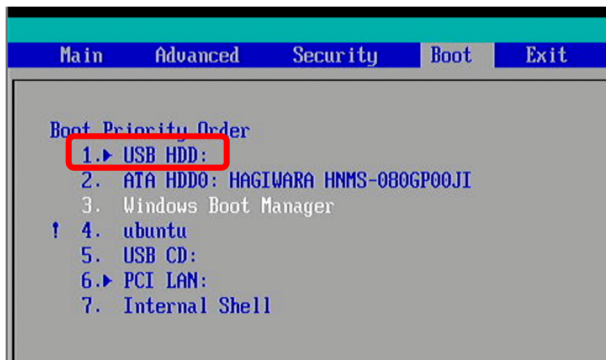 Main Advanced Security Boot Exit
Boot Priority Order
1.▶ USB HDD:
2. ATA HDD0: HAGIWARA HNMS-080GP00JI
3. Windows Boot Manager
! 4. ubuntu
5. USB CD:
6.▶ PCI LAN:
7. Internal Shell